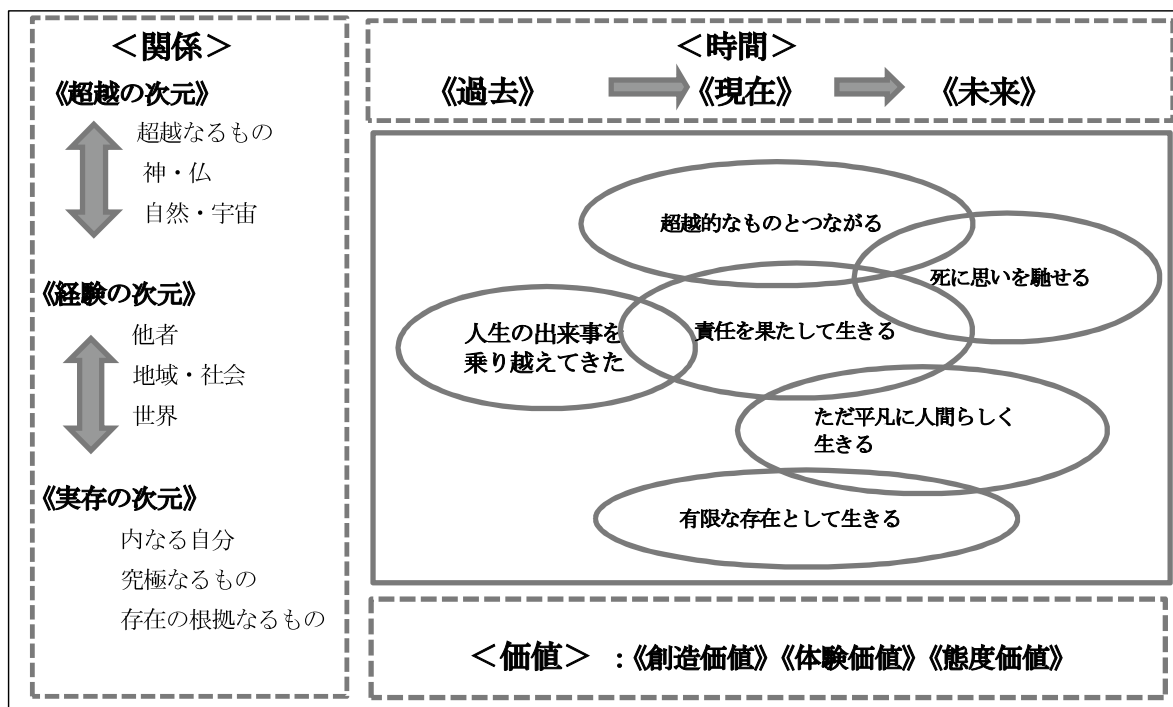 ＜関係＞
《超越の次元》
超越なるもの
神・仏
自然・宇宙
《経験の次元》
他者
地域・社会
世界
《実存の次元》
内なる自分
究極なるもの
存在の根拠なるもの
＜時間＞
《過去》 《現在》 《未来》
超越的なものとつながる
死に思いを馳せる
人生の出来事を
乗り越えてきた
責任を果たして生きる
ただ平凡に人間らしく
生きる
有限な存在として生きる
＜価値＞ ：《創造価値》《体験価値》《態度価値》